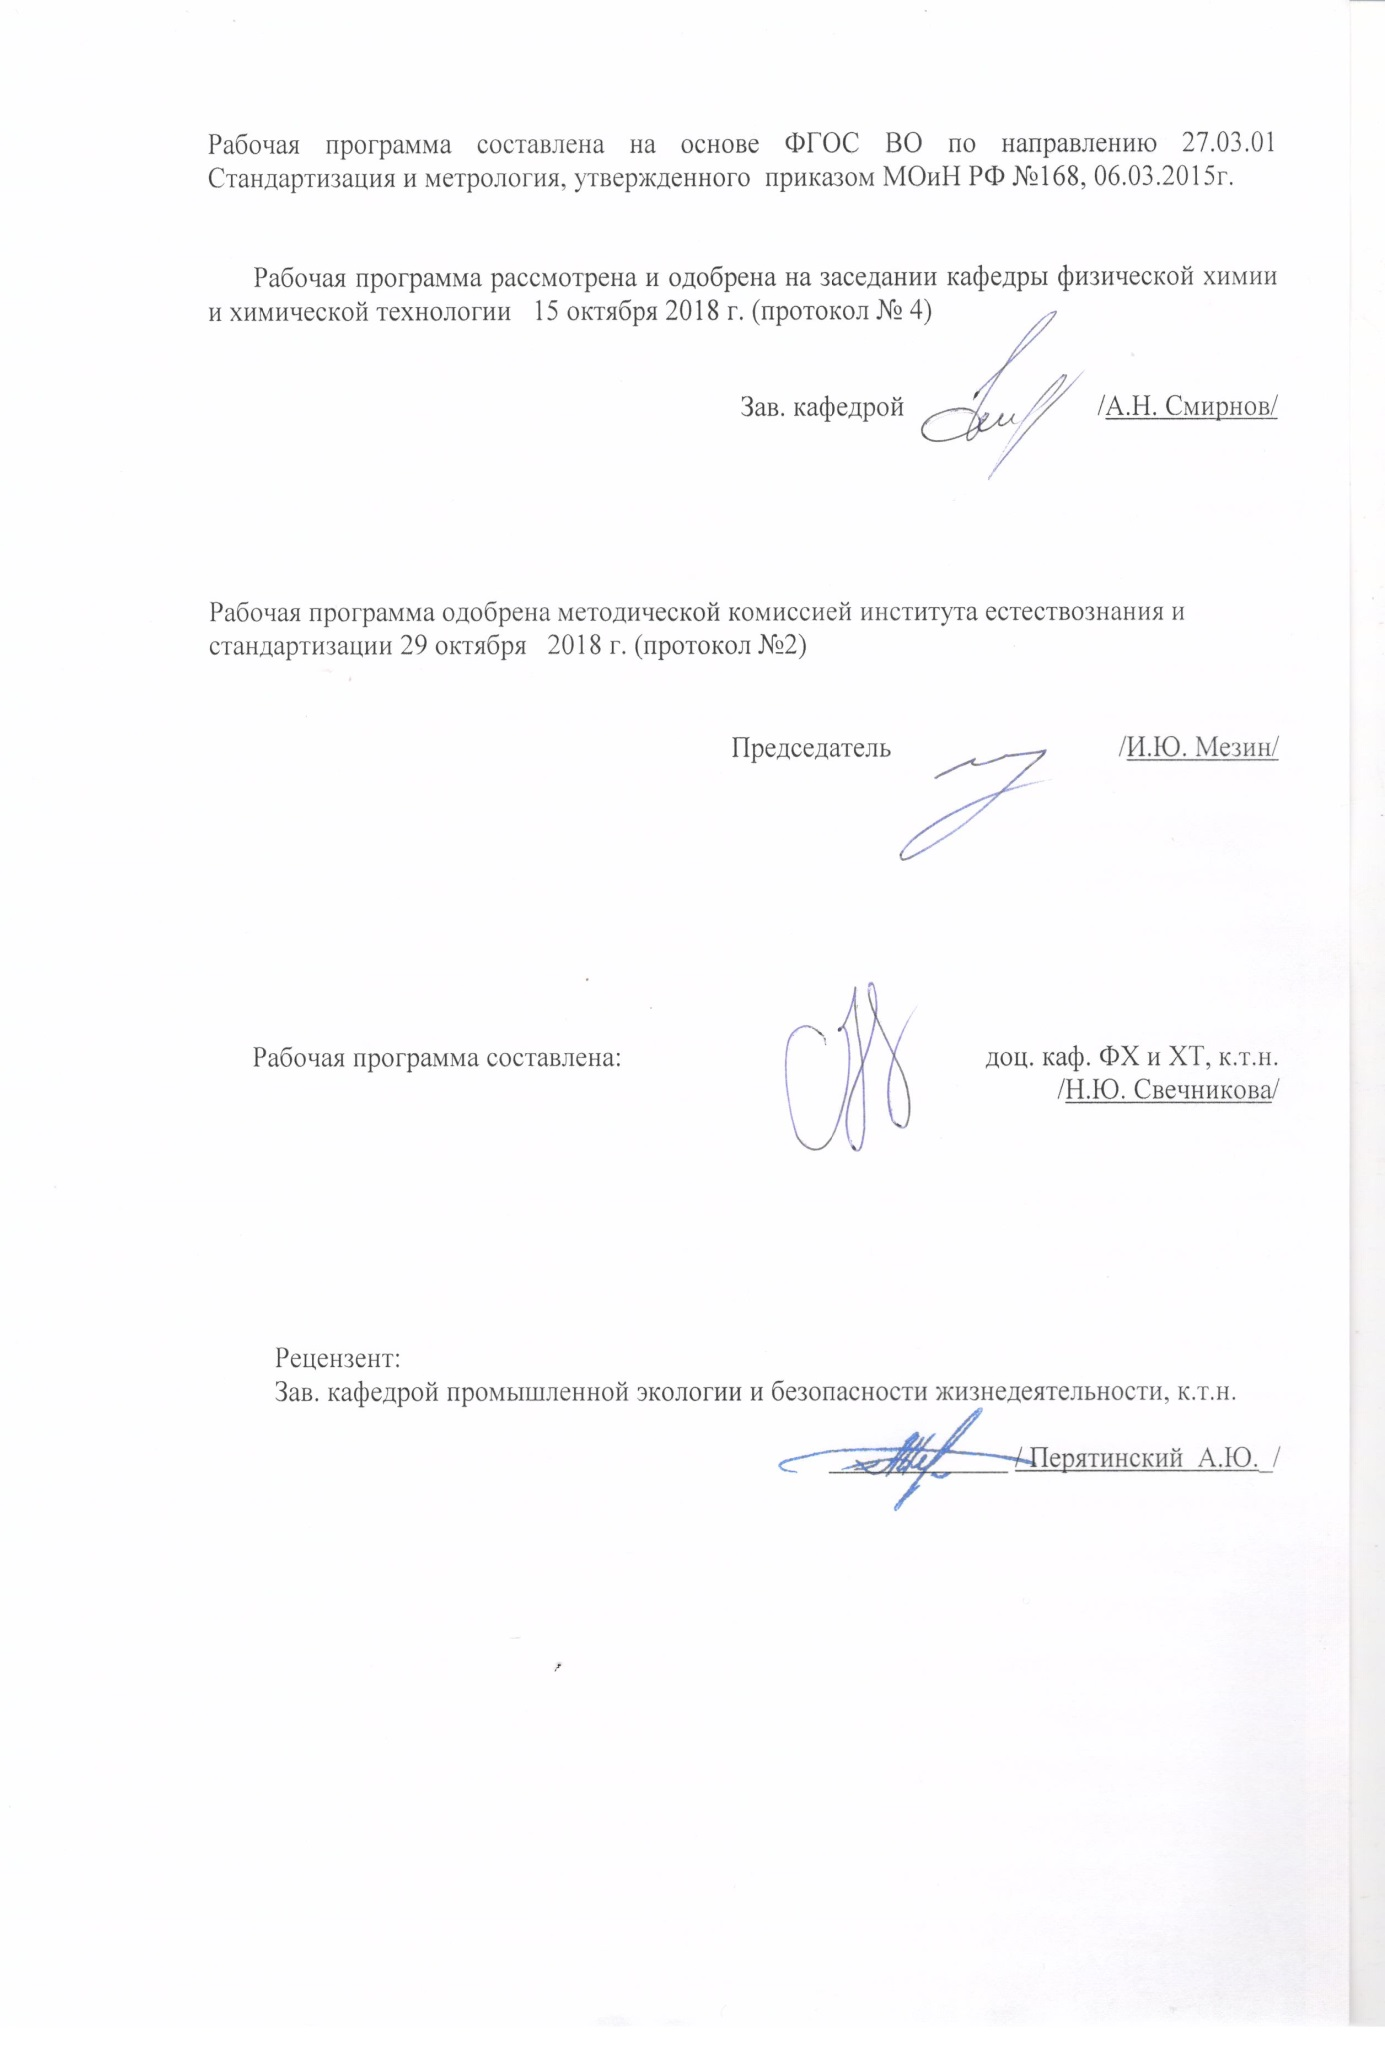 Рабочая программа составлена на основе ФГОС ВО по направлению 27.03.01
Стандартизация и метрология, утвержденного приказом МОиН РФ №168, 06.03.2015г.
Рабочая программа рассмотрена и одобрена на заседании кафедры физической химии
и химической технологии 15 октября 2018 г. (протокол № 4)
Зав. кафедрой /А.Н. Смирнов/
Рабочая программа одобрена методической комиссией института естествознания и
стандартизации 29 октября 2018 г. (протокол №2)
Председатель /И.Ю. Мезин/
Рабочая программа составлена: доц. каф. ФХ и ХТ, к.т.н.
/Н.Ю. Свечникова/
Рецензент:
Зав. кафедрой промышленной экологии и безопасности жизнедеятельности, к.т.н.
/ Перятинский А.Ю._/